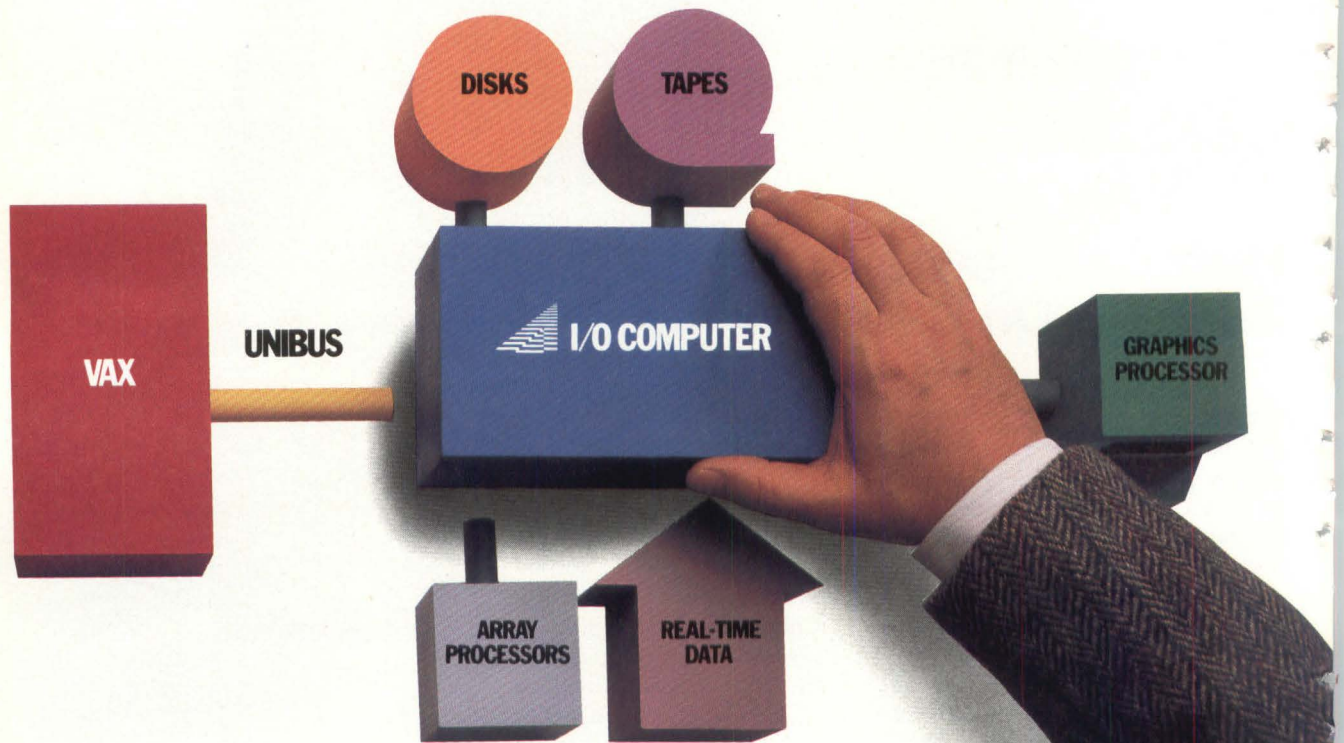 DISKS
TAPES
VAX
UNIBUS
I/O COMPUTER
GRAPHICS
PROCESSOR
ARRAY
PROCESSORS
REAL-TIME
DATA